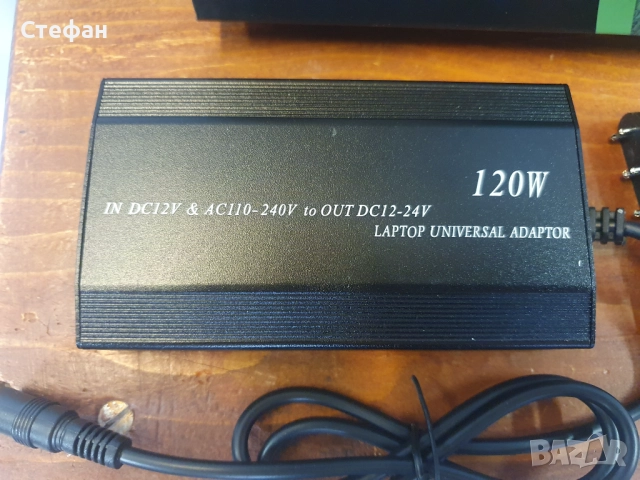 Стефан
120W
IN DC12V & AC110-240V to OUT DC12-24V
LAPTOP UNIVERSAL ADAPTOR
BAZAR